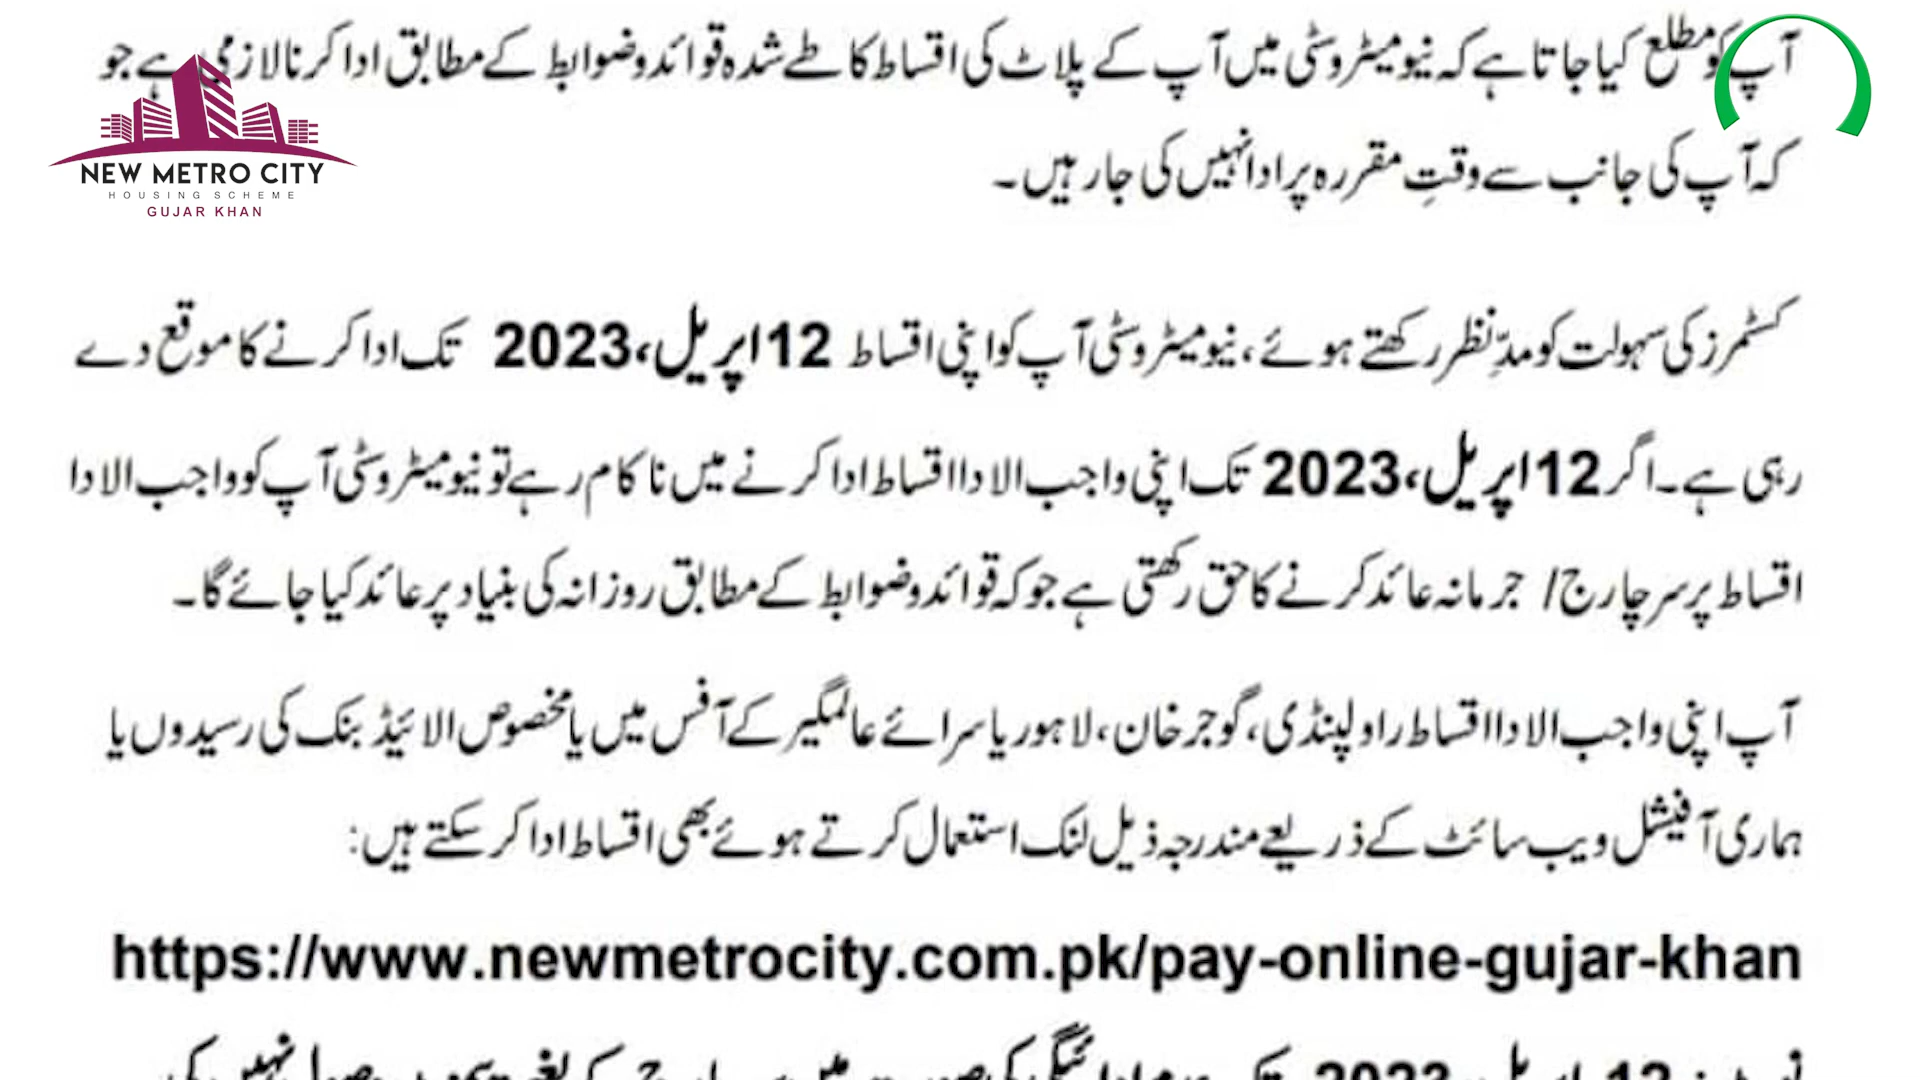 آپ کو مطلع کیا جاتا ہے کہ نیو میٹرو سٹی میں آپ کے پلاٹ کی اقساط کا طے شدہ قوائد و ضوابط کے مطابق ادا کرنا لازمی ہے جو
کہ آپ کی جانب سے وقتِ مقررہ پر ادا نہیں کی جا رہیں۔
NEW METRO CITY
HOUSING SCHEME
GUJAR KHAN
کسٹمرز کی سہولت کو مدِّ نظر رکھتے ہوئے، نیو میٹرو سٹی آپ کو اپنی اقساط 12 اپریل، 2023 تک ادا کرنے کا موقع دے
رہی ہے۔ اگر 12 اپریل، 2023 تک اپنی واجب الادا اقساط ادا کرنے میں ناکام رہے تو نیو میٹرو سٹی آپ کو واجب الادا
اقساط پر سر چارج / جرمانہ عائد کرنے کا حق رکھتی ہے جو کہ قوائد و ضوابط کے مطابق روزانہ کی بنیاد پر عائد کیا جائے گا۔
آپ اپنی واجب الادا اقساط راولپنڈی، گوجر خان، لاہور یا سرائے عالمگیر کے آفس میں یا مخصوص الائیڈ بنک کی رسیدوں یا
ہماری آفیشل ویب سائٹ کے ذریعے مندرجہ ذیل لنک استعمال کرتے ہوئے بھی اقساط ادا کر سکتے ہیں:
https://www.newmetrocity.com.pk/pay-online-gujar-khan
12 اپریل، 2023 تک